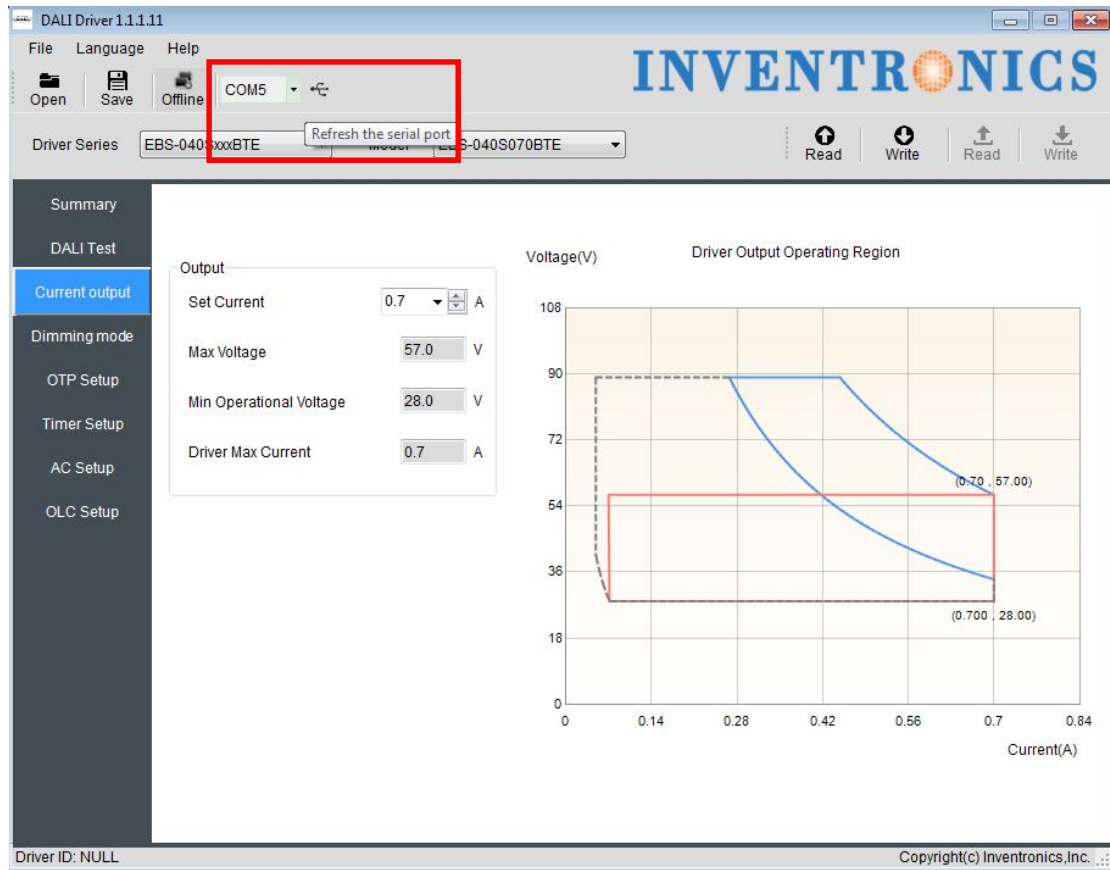 DALI Driver 1.1.1.11
File Language Help
INVENTRONICS
Open Save Offline COM5
Refresh the serial port
Driver Series EBS-040SxxxBTE Model EBS-040S070BTE Read Write Read Write
Summary
DALI Test
Current output
Dimming mode
OTP Setup
Timer Setup
AC Setup
OLC Setup
Output
Set Current 0.7 A
Max Voltage 57.0 V
Min Operational Voltage 28.0 V
Driver Max Current 0.7 A
Voltage(V) Driver Output Operating Region
108
90
72
(0.70 , 57.00)
54
36
(0.700 , 28.00)
18
0
0 0.14 0.28 0.42 0.56 0.7 0.84
Current(A)
Driver ID: NULL Copyright(c) Inventronics,Inc.